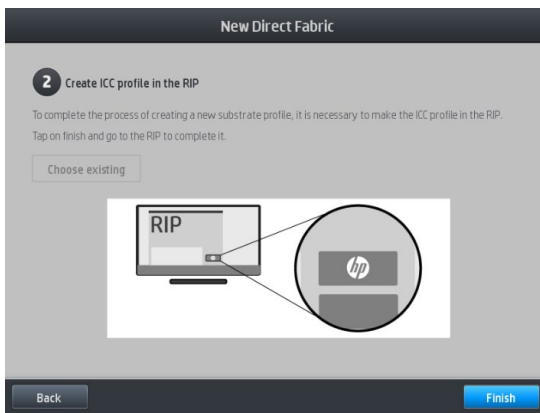 New Direct Fabric
2 Create ICC profile in the RIP
To complete the process of creating a new substrate profile, it is necessary to make the ICC profile in the RIP.
Tap on finish and go to the RIP to complete it.
Choose existing
RIP
hp
Back
Finish